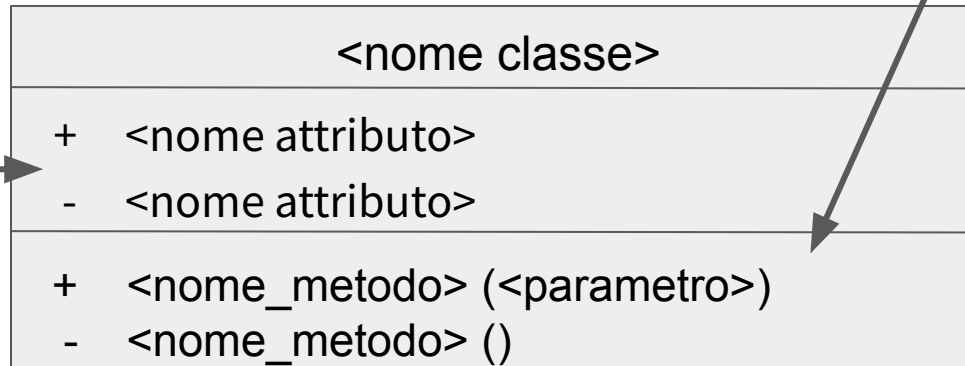 <nome classe>
+ <nome attributo>
- <nome attributo>
+ <nome_metodo> (<parametro>)
- <nome_metodo> ()